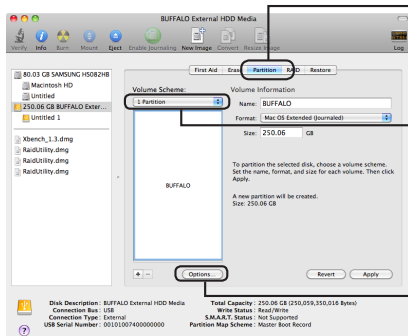 BUFFALO External HDD Media
Verify Info Burn Mount Eject Enable Journaling New Image Convert Resize Image Log
First Aid Erase Partition RAID Restore
80.03 GB SAMSUNG HS082HB
Macintosh HD
Untitled
250.06 GB BUFFALO Exter...
Untitled 1
Xbench_1.3.dmg
RaidUtility.dmg
RaidUtility.dmg
RaidUtility.dmg
Volume Scheme:
1 Partition
BUFFALO
+ −
Options...
Volume Information
Name: BUFFALO
Format: Mac OS Extended (Journaled)
Size: 250.06 GB
To partition the selected disk, choose a volume scheme.
Set the name, format, and size for each volume. Then click
Apply.
A new partition will be created.
Size: 250.06 GB
Revert Apply
Disk Description : BUFFALO External HDD Media
Connection Bus : USB
Connection Type : External
USB Serial Number : 00101007400000000
Total Capacity : 250.06 GB (250,059,350,016 Bytes)
Write Status : Read/Write
S.M.A.R.T. Status : Not Supported
Partition Map Scheme : Master Boot Record
?